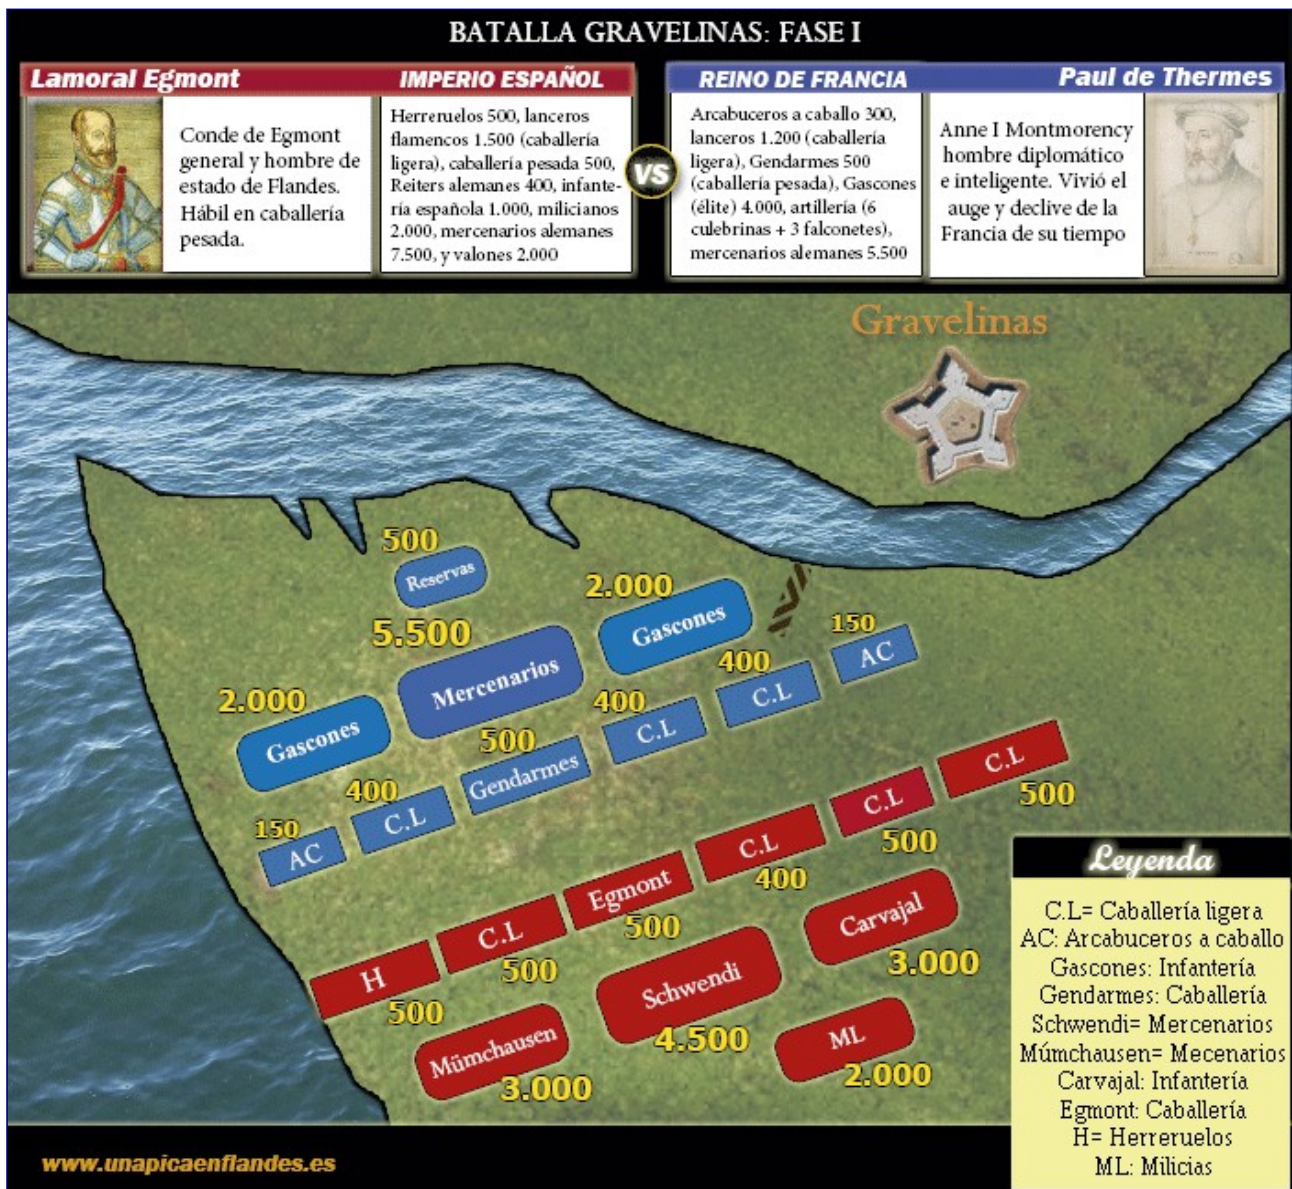 BATALLA GRAVELINAS: FASE I
Lamoral Egmont
IMPERIO ESPAÑOL
Conde de Egmont
general y hombre de
estado de Flandes.
Hábil en caballería
pesada.
Herreruelos 500, lanceros
flamencos 1.500 (caballería
ligera), caballería pesada 500,
Reiters alemanes 400, infante-
ría española 1.000, milicianos
2.000, mercenarios alemanes
7.500, y valones 2.000
VS
REINO DE FRANCIA
Paul de Thermes
Arcabuceros a caballo 300,
lanceros 1.200 (caballería
ligera), Gendarmes 500
(caballería pesada), Gascones
(élite) 4.000, artillería (6
culebrinas + 3 falconetes),
mercenarios alemanes 5.500
Anne I Montmorency
hombre diplomático
e inteligente. Vivió el
auge y declive de la
Francia de su tiempo
Gravelinas
500
Reservas
2.000
Gascones
5.500
Mercenarios
2.000
Gascones
150
AC
400
C.L
400
C.L
500
Gendarmes
400
C.L
150
AC
C.L
500
C.L
500
C.L
400
Egmont
500
C.L
500
H
500
Carvajal
3.000
Schwendi
4.500
Mümchausen
3.000
ML
2.000
Leyenda
C.L= Caballería ligera
AC: Arcabuceros a caballo
Gascones: Infantería
Gendarmes: Caballería
Schwendi= Mercenarios
Múmchausen= Mecenarios
Carvajal: Infantería
Egmont: Caballería
H= Herreruelos
ML: Milicias
www.unapicaenflandes.es